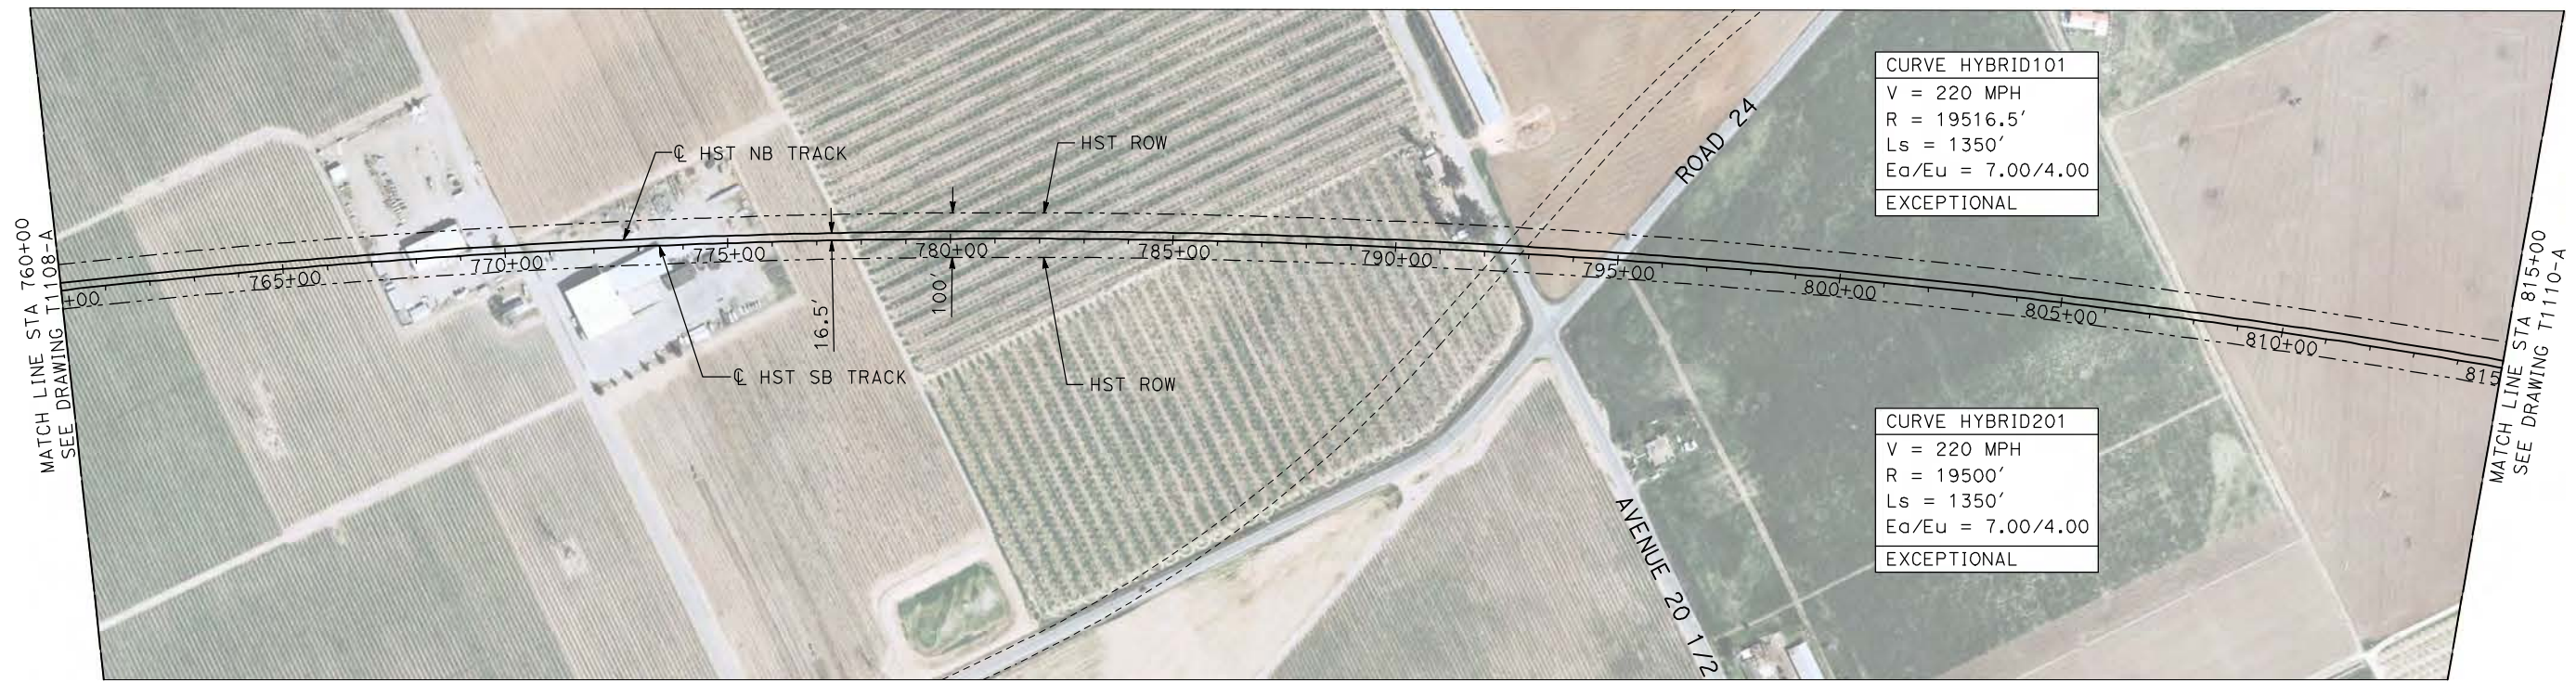 MATCH LINE STA 760+00
SEE DRAWING T1108-A
℄ HST NB TRACK
HST ROW
ROAD 24
CURVE HYBRID101
V = 220 MPH
R = 19516.5′
Ls = 1350′
Ea/Eu = 7.00/4.00
EXCEPTIONAL
+00
765+00
770+00
775+00
780+00
785+00
790+00
795+00
800+00
805+00
810+00
815
16.5′
100′
℄ HST SB TRACK
HST ROW
AVENUE 20 1/2
CURVE HYBRID201
V = 220 MPH
R = 19500′
Ls = 1350′
Ea/Eu = 7.00/4.00
EXCEPTIONAL
MATCH LINE STA 815+00
SEE DRAWING T1110-A